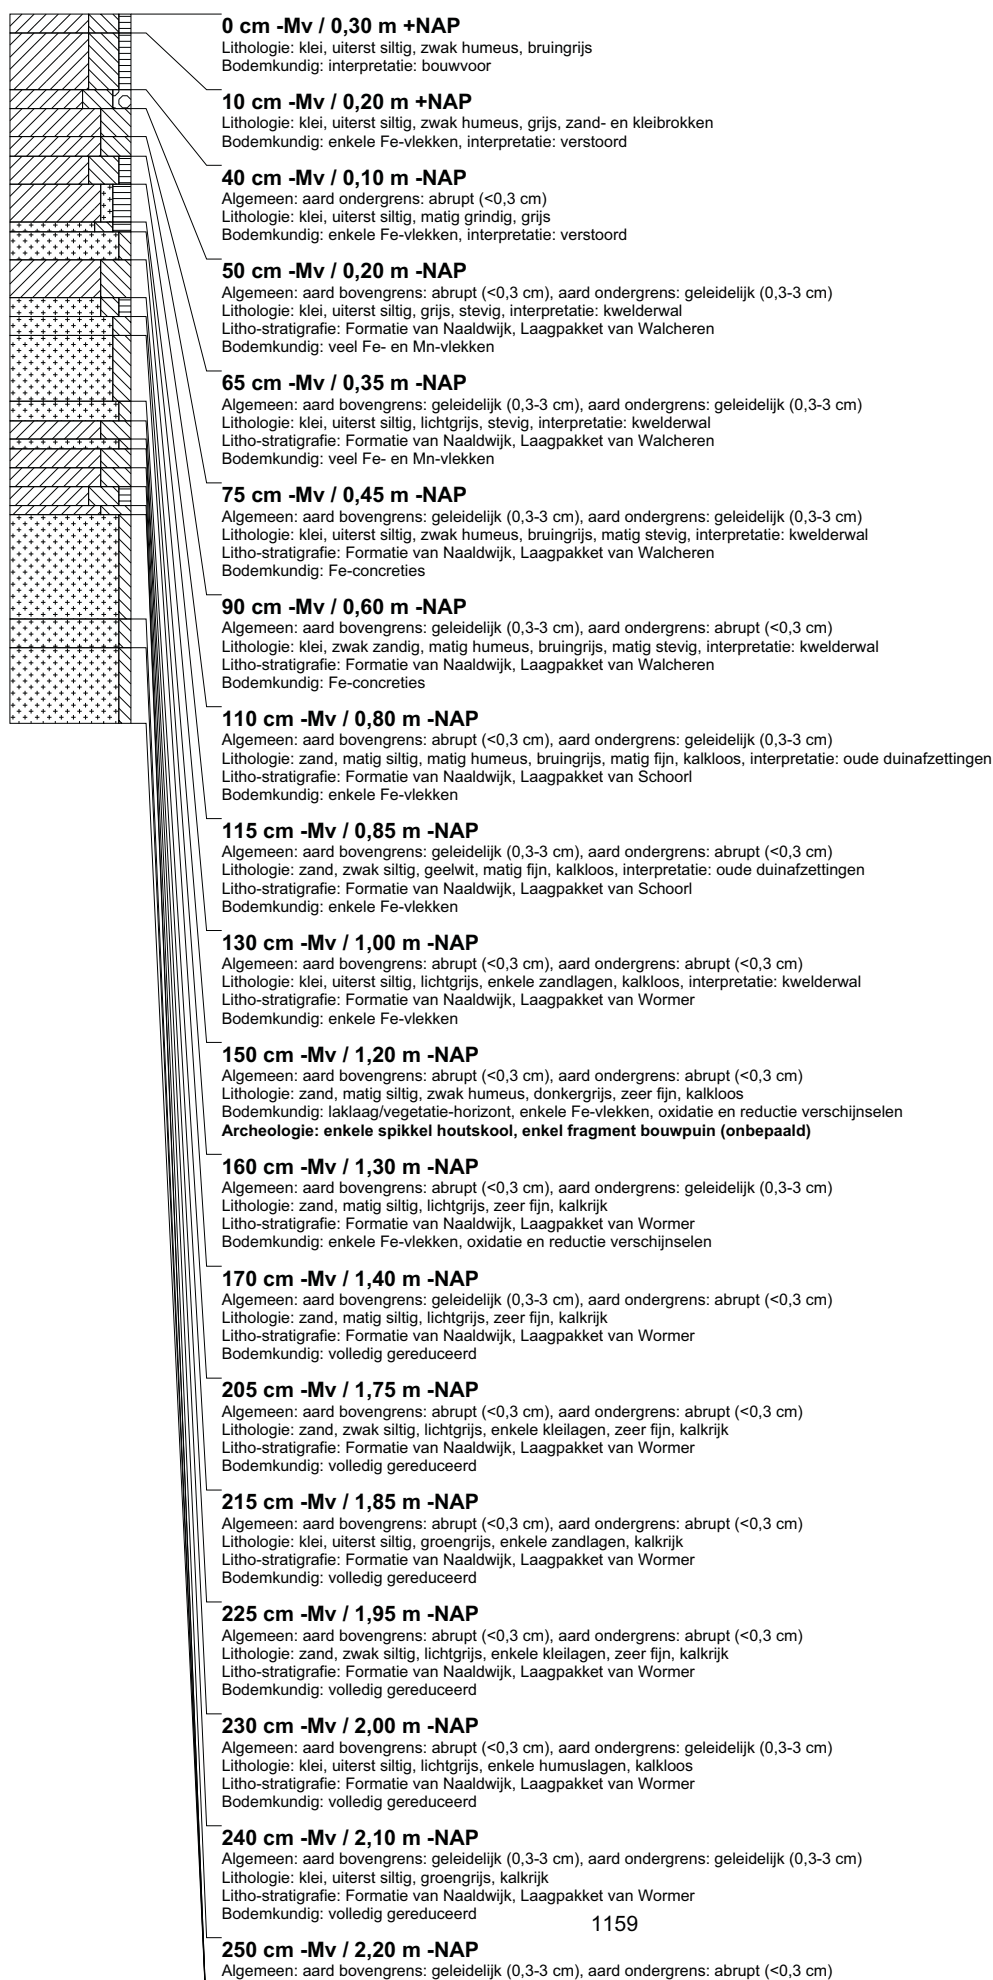 0 cm -Mv / 0,30 m +NAP
Lithologie: klei, uiterst siltig, zwak humeus, bruingrijs
Bodemkundig: interpretatie: bouwvoor
10 cm -Mv / 0,20 m +NAP
Lithologie: klei, uiterst siltig, zwak humeus, grijs, zand- en kleibrokken
Bodemkundig: enkele Fe-vlekken, interpretatie: verstoord
40 cm -Mv / 0,10 m -NAP
Algemeen: aard ondergrens: abrupt (<0,3 cm)
Lithologie: klei, uiterst siltig, matig grindig, grijs
Bodemkundig: enkele Fe-vlekken, interpretatie: verstoord
50 cm -Mv / 0,20 m -NAP
Algemeen: aard bovengrens: abrupt (<0,3 cm), aard ondergrens: geleidelijk (0,3-3 cm)
Lithologie: klei, uiterst siltig, grijs, stevig, interpretatie: kwelderwal
Litho-stratigrafie: Formatie van Naaldwijk, Laagpakket van Walcheren
Bodemkundig: veel Fe- en Mn-vlekken
65 cm -Mv / 0,35 m -NAP
Algemeen: aard bovengrens: geleidelijk (0,3-3 cm), aard ondergrens: geleidelijk (0,3-3 cm)
Lithologie: klei, uiterst siltig, lichtgrijs, stevig, interpretatie: kwelderwal
Litho-stratigrafie: Formatie van Naaldwijk, Laagpakket van Walcheren
Bodemkundig: veel Fe- en Mn-vlekken
75 cm -Mv / 0,45 m -NAP
Algemeen: aard bovengrens: geleidelijk (0,3-3 cm), aard ondergrens: geleidelijk (0,3-3 cm)
Lithologie: klei, uiterst siltig, zwak humeus, bruingrijs, matig stevig, interpretatie: kwelderwal
Litho-stratigrafie: Formatie van Naaldwijk, Laagpakket van Walcheren
Bodemkundig: Fe-concreties
90 cm -Mv / 0,60 m -NAP
Algemeen: aard bovengrens: geleidelijk (0,3-3 cm), aard ondergrens: abrupt (<0,3 cm)
Lithologie: klei, zwak zandig, matig humeus, bruingrijs, matig stevig, interpretatie: kwelderwal
Litho-stratigrafie: Formatie van Naaldwijk, Laagpakket van Walcheren
Bodemkundig: Fe-concreties
110 cm -Mv / 0,80 m -NAP
Algemeen: aard bovengrens: abrupt (<0,3 cm), aard ondergrens: geleidelijk (0,3-3 cm)
Lithologie: zand, matig siltig, matig humeus, bruingrijs, matig fijn, kalkloos, interpretatie: oude duinafzettingen
Litho-stratigrafie: Formatie van Naaldwijk, Laagpakket van Schoorl
Bodemkundig: enkele Fe-vlekken
115 cm -Mv / 0,85 m -NAP
Algemeen: aard bovengrens: geleidelijk (0,3-3 cm), aard ondergrens: abrupt (<0,3 cm)
Lithologie: zand, zwak siltig, geelwit, matig fijn, kalkloos, interpretatie: oude duinafzettingen
Litho-stratigrafie: Formatie van Naaldwijk, Laagpakket van Schoorl
Bodemkundig: enkele Fe-vlekken
130 cm -Mv / 1,00 m -NAP
Algemeen: aard bovengrens: abrupt (<0,3 cm), aard ondergrens: abrupt (<0,3 cm)
Lithologie: klei, uiterst siltig, lichtgrijs, enkele zandlagen, kalkloos, interpretatie: kwelderwal
Litho-stratigrafie: Formatie van Naaldwijk, Laagpakket van Wormer
Bodemkundig: enkele Fe-vlekken
150 cm -Mv / 1,20 m -NAP
Algemeen: aard bovengrens: abrupt (<0,3 cm), aard ondergrens: abrupt (<0,3 cm)
Lithologie: zand, matig siltig, zwak humeus, donkergrijs, zeer fijn, kalkloos
Bodemkundig: laklaag/vegetatie-horizont, enkele Fe-vlekken, oxidatie en reductie verschijnselen
Archeologie: enkele spikkel houtskool, enkel fragment bouwpuin (onbepaald)
160 cm -Mv / 1,30 m -NAP
Algemeen: aard bovengrens: abrupt (<0,3 cm), aard ondergrens: geleidelijk (0,3-3 cm)
Lithologie: zand, matig siltig, lichtgrijs, zeer fijn, kalkrijk
Litho-stratigrafie: Formatie van Naaldwijk, Laagpakket van Wormer
Bodemkundig: enkele Fe-vlekken, oxidatie en reductie verschijnselen
170 cm -Mv / 1,40 m -NAP
Algemeen: aard bovengrens: geleidelijk (0,3-3 cm), aard ondergrens: abrupt (<0,3 cm)
Lithologie: zand, matig siltig, lichtgrijs, zeer fijn, kalkrijk
Litho-stratigrafie: Formatie van Naaldwijk, Laagpakket van Wormer
Bodemkundig: volledig gereduceerd
205 cm -Mv / 1,75 m -NAP
Algemeen: aard bovengrens: abrupt (<0,3 cm), aard ondergrens: abrupt (<0,3 cm)
Lithologie: zand, zwak siltig, lichtgrijs, enkele kleilagen, zeer fijn, kalkrijk
Litho-stratigrafie: Formatie van Naaldwijk, Laagpakket van Wormer
Bodemkundig: volledig gereduceerd
215 cm -Mv / 1,85 m -NAP
Algemeen: aard bovengrens: abrupt (<0,3 cm), aard ondergrens: abrupt (<0,3 cm)
Lithologie: klei, uiterst siltig, groengrijs, enkele zandlagen, kalkrijk
Litho-stratigrafie: Formatie van Naaldwijk, Laagpakket van Wormer
Bodemkundig: volledig gereduceerd
225 cm -Mv / 1,95 m -NAP
Algemeen: aard bovengrens: abrupt (<0,3 cm), aard ondergrens: abrupt (<0,3 cm)
Lithologie: zand, zwak siltig, lichtgrijs, enkele kleilagen, zeer fijn, kalkrijk
Litho-stratigrafie: Formatie van Naaldwijk, Laagpakket van Wormer
Bodemkundig: volledig gereduceerd
230 cm -Mv / 2,00 m -NAP
Algemeen: aard bovengrens: abrupt (<0,3 cm), aard ondergrens: geleidelijk (0,3-3 cm)
Lithologie: klei, uiterst siltig, lichtgrijs, enkele humuslagen, kalkloos
Litho-stratigrafie: Formatie van Naaldwijk, Laagpakket van Wormer
Bodemkundig: volledig gereduceerd
240 cm -Mv / 2,10 m -NAP
Algemeen: aard bovengrens: geleidelijk (0,3-3 cm), aard ondergrens: geleidelijk (0,3-3 cm)
Lithologie: klei, uiterst siltig, groengrijs, kalkrijk
Litho-stratigrafie: Formatie van Naaldwijk, Laagpakket van Wormer
Bodemkundig: volledig gereduceerd
1159
250 cm -Mv / 2,20 m -NAP
Algemeen: aard bovengrens: geleidelijk (0,3-3 cm), aard ondergrens: abrupt (<0,3 cm)